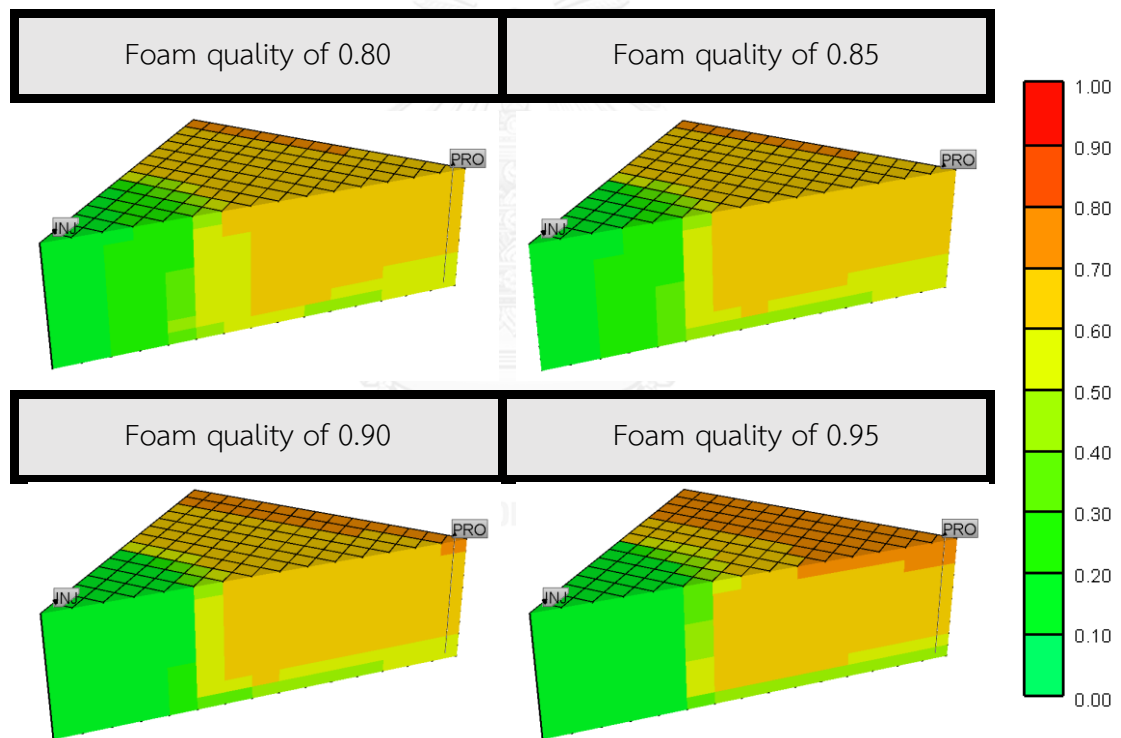 Foam quality of 0.80
Foam quality of 0.85
INJ
PRO
INJ
PRO
Foam quality of 0.90
Foam quality of 0.95
INJ
PRO
INJ
PRO
1.00
0.90
0.80
0.70
0.60
0.50
0.40
0.30
0.20
0.10
0.00